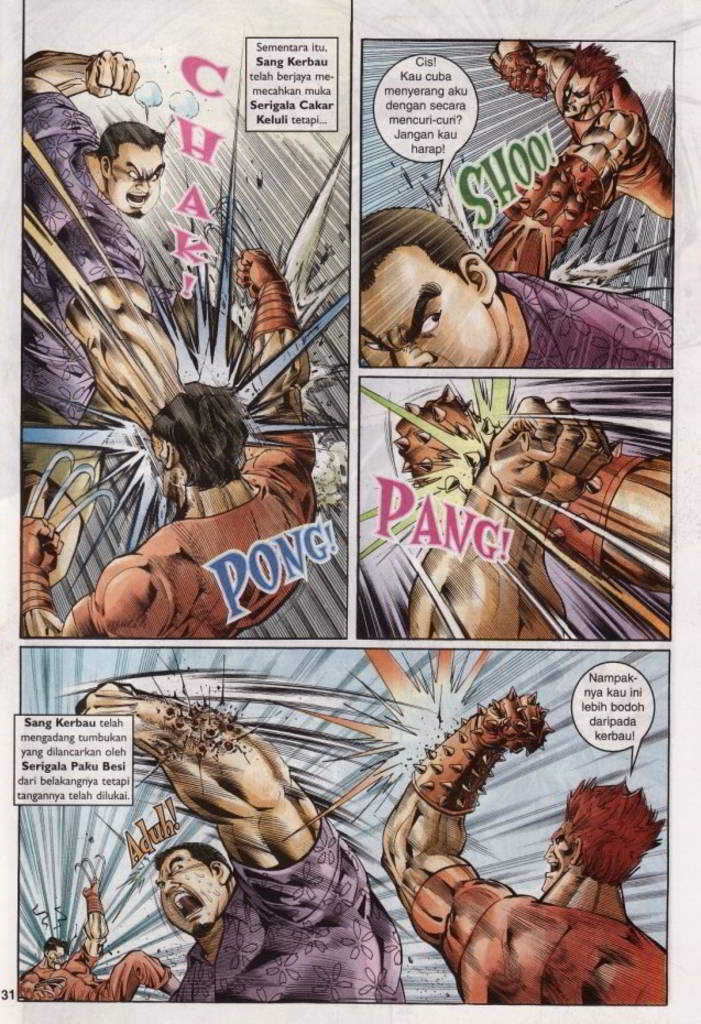 Sementara itu,
Sang Kerbau
telah berjaya me-
mecahkan muka
Serigala Cakar
Keluli tetapi...
CHAK!
PONG!
Cis!
Kau cuba
menyerang aku
dengan secara
mencuri-curi?
Jangan kau
harap!
SHOO!
PANG!
Sang Kerbau telah
mengadang tumbukan
yang dilancarkan oleh
Serigala Paku Besi
dari belakangnya tetapi
tangannya telah dilukai.
Aduh!
Nampak-
nya kau ini
lebih bodoh
daripada
kerbau!
31